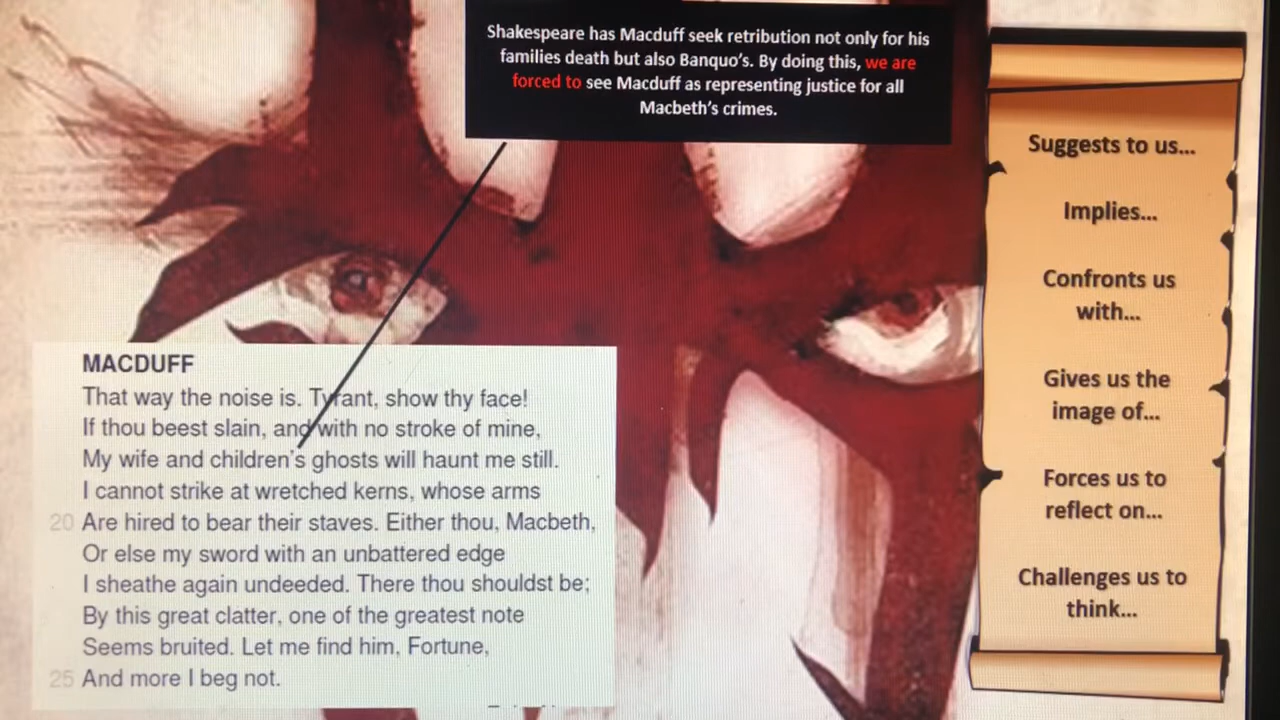 Shakespeare has Macduff seek retribution not only for his
families death but also Banquo's. By doing this, we are
forced to see Macduff as representing justice for all
Macbeth's crimes.
Suggests to us...
Implies...
Confronts us
with...
Gives us the
image of...
Forces us to
reflect on...
Challenges us to
think...
MACDUFF
That way the noise is. Tyrant, show thy face!
If thou beest slain, and with no stroke of mine,
My wife and children's ghosts will haunt me still.
I cannot strike at wretched kerns, whose arms
20 Are hired to bear their staves. Either thou, Macbeth,
Or else my sword with an unbattered edge
I sheathe again undeeded. There thou shouldst be;
By this great clatter, one of the greatest note
Seems bruited. Let me find him, Fortune,
25 And more I beg not.